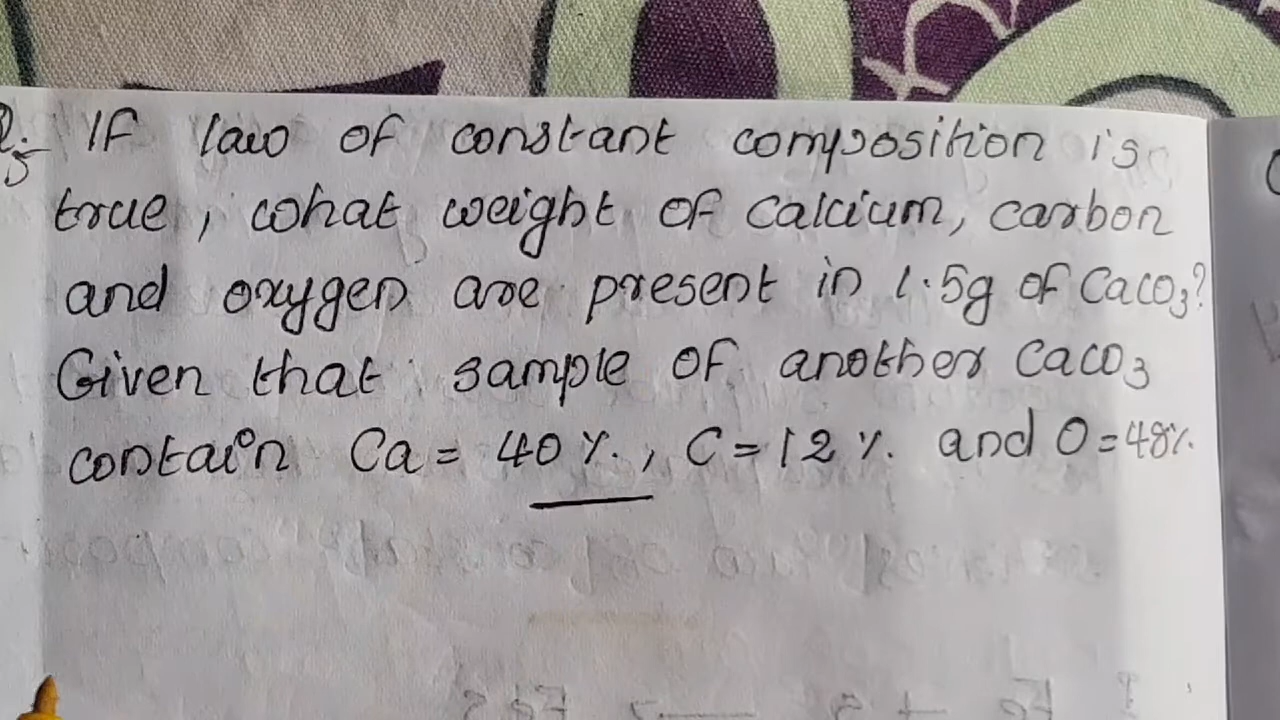 Q:- If law of constant composition is
5 true, what weight of calcium, carbon
and oxygen are present in 1.5g of CaCO3?
Given that sample of another CaCO3
contain Ca = 40%., C = 12%. and O = 48%.